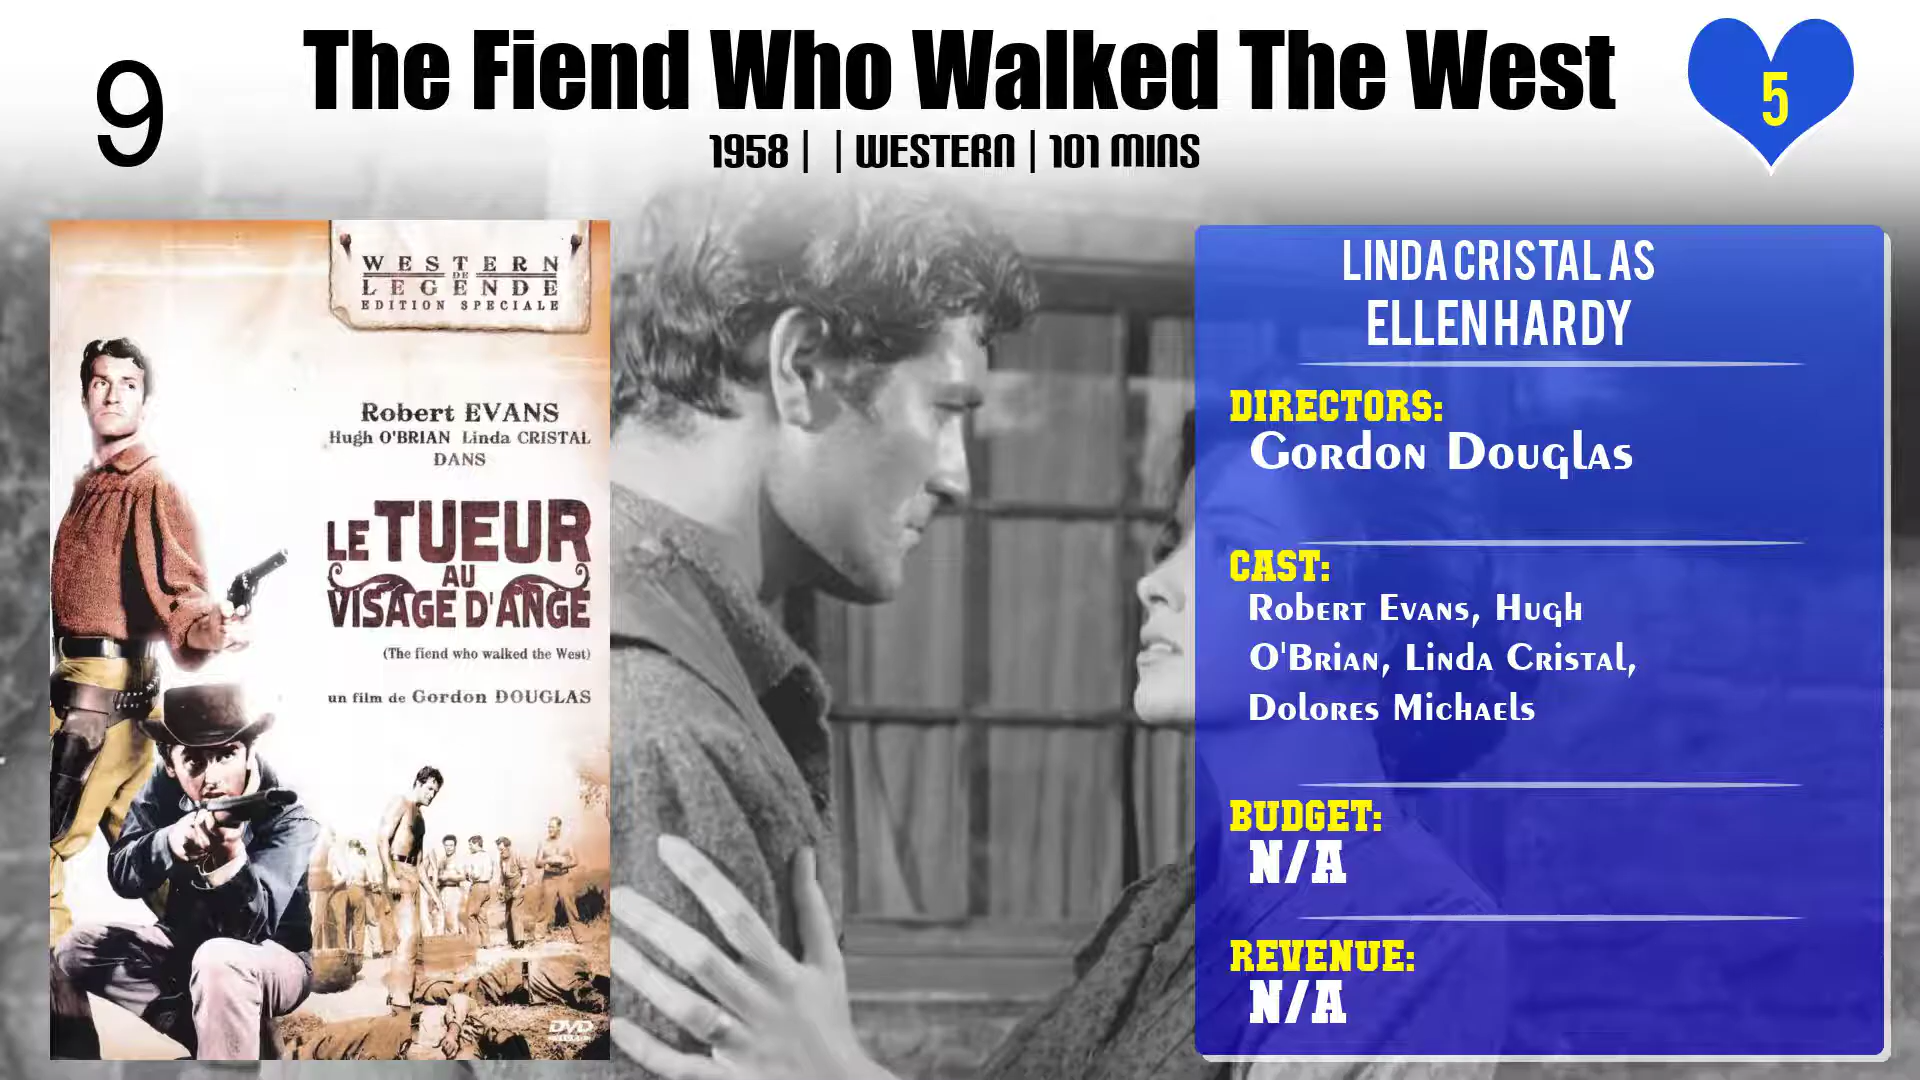 9
The Fiend Who Walked The West
5
1958 | | WESTERN | 101 MINS
WESTERN
DE
LEGENDE
EDITION SPECIALE
Robert EVANS
Hugh O'BRIAN Linda CRISTAL
DANS
LE TUEUR
AU
VISAGE D'ANGE
(The fiend who walked the West)
un film de Gordon DOUGLAS
DVD
VIDEO
LINDA CRISTAL AS
ELLEN HARDY
DIRECTORS:
Gordon Douglas
CAST:
Robert Evans, Hugh
O'Brian, Linda Cristal,
Dolores Michaels
BUDGET:
N/A
REVENUE:
N/A